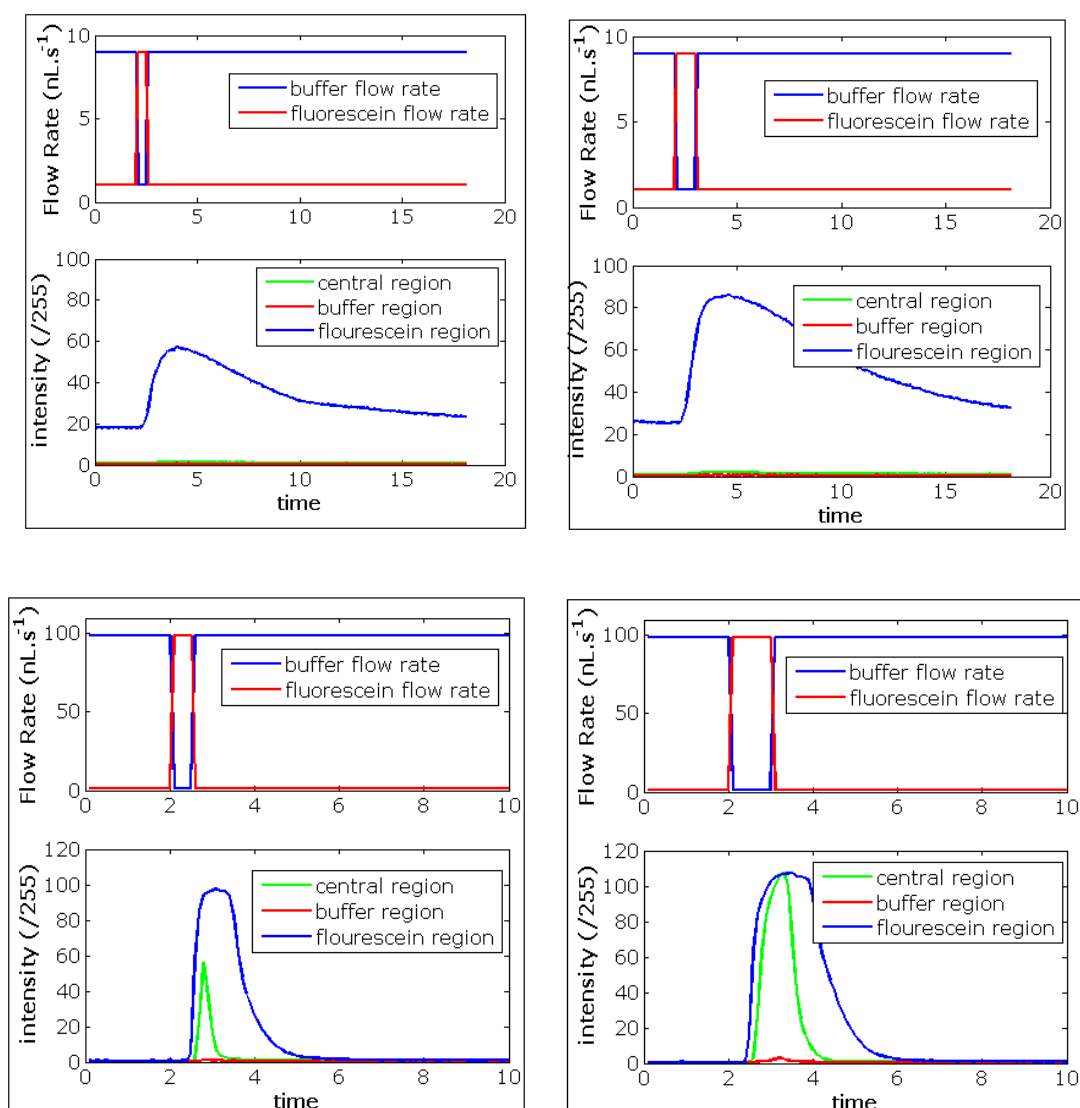 Flow Rate (nL.s⁻¹)
10
5
0
buffer flow rate
fluorescein flow rate
0 5 10 15 20
intensity (/255)
100
80
60
40
20
0
central region
buffer region
flourescein region
0 5 10 15 20
time
Flow Rate (nL.s⁻¹)
10
5
0
buffer flow rate
fluorescein flow rate
0 5 10 15 20
intensity (/255)
100
80
60
40
20
0
central region
buffer region
flourescein region
0 5 10 15 20
time
Flow Rate (nL.s⁻¹)
100
50
0
buffer flow rate
fluorescein flow rate
0 2 4 6 8 10
intensity (/255)
120
100
80
60
40
20
0
central region
buffer region
flourescein region
0 2 4 6 8 10
time
Flow Rate (nL.s⁻¹)
100
50
0
buffer flow rate
fluorescein flow rate
0 2 4 6 8 10
intensity (/255)
120
100
80
60
40
20
0
central region
buffer region
flourescein region
0 2 4 6 8 10
time